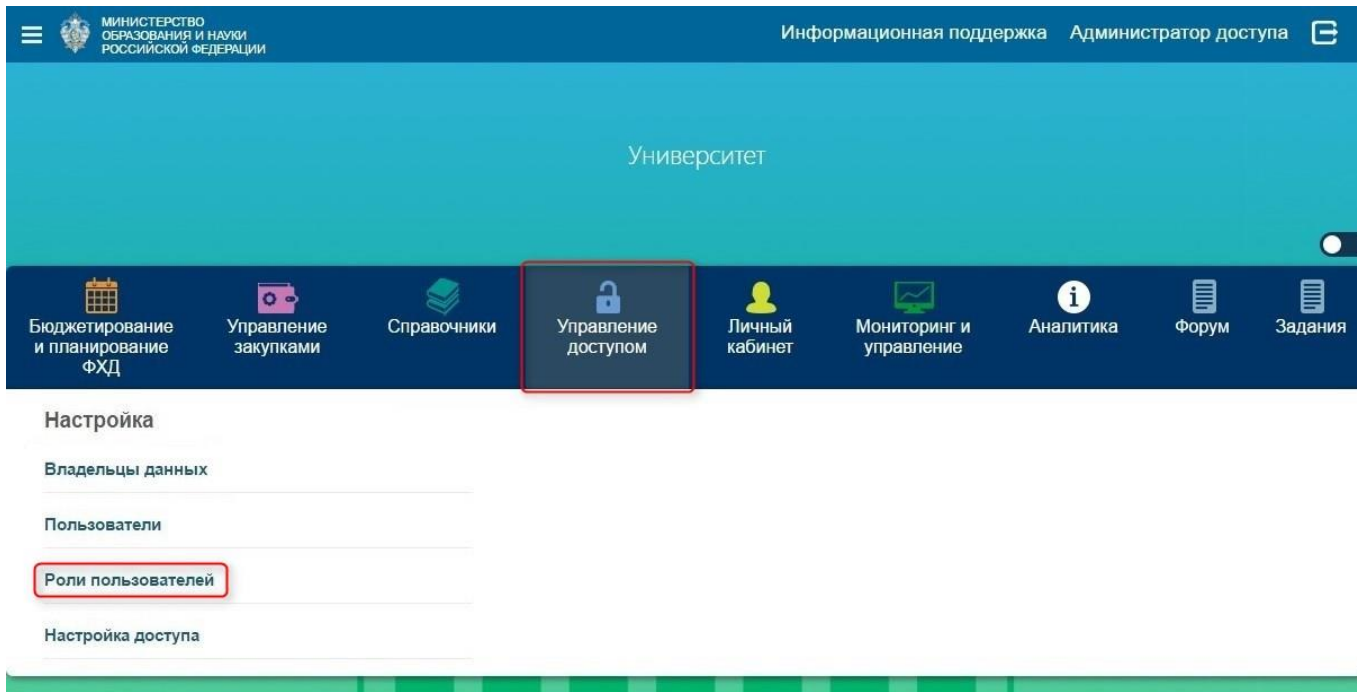 МИНИСТЕРСТВО
ОБРАЗОВАНИЯ И НАУКИ
РОССИЙСКОЙ ФЕДЕРАЦИИ
Информационная поддержка Администратор доступа
Университет
Бюджетирование
и планирование
ФХД
Управление
закупками
Справочники
Управление
доступом
Личный
кабинет
Мониторинг и
управление
Аналитика
Форум
Задания
Настройка
Владельцы данных
Пользователи
Роли пользователей
Настройка доступа